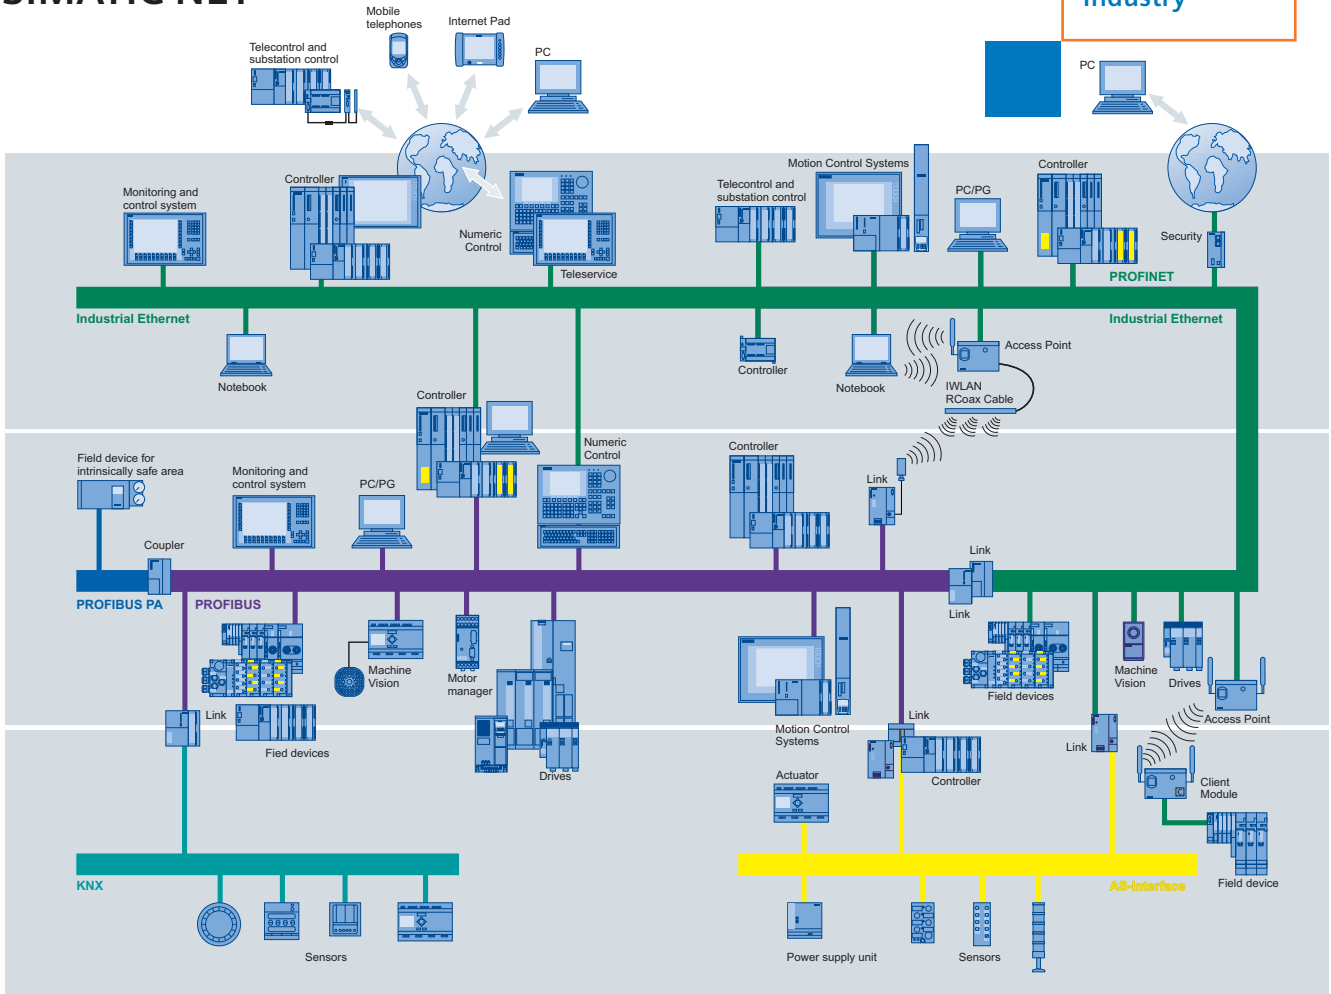 SIMATIC NET
Industry
Mobile
telephones
Internet Pad
PC
Telecontrol and
substation control
PC
Monitoring and
control system
Controller
Numeric
Control
Teleservice
Telecontrol and
substation control
Motion Control Systems
PC/PG
Controller
Security
PROFINET
Industrial Ethernet
Industrial Ethernet
Notebook
Controller
Notebook
Access Point
IWLAN
RCoax Cable
Controller
Numeric
Control
Controller
Link
Field device for
intrinsically safe area
Monitoring and
control system
PC/PG
Coupler
Link
PROFIBUS PA
PROFIBUS
Link
Machine
Vision
Motor
manager
Link
Fied devices
Drives
Motion Control
Systems
Link
Controller
Field devices
Machine
Vision
Drives
Access Point
Link
Client
Module
Actuator
Field device
KNX
AS-Interface
Sensors
Power supply unit
Sensors